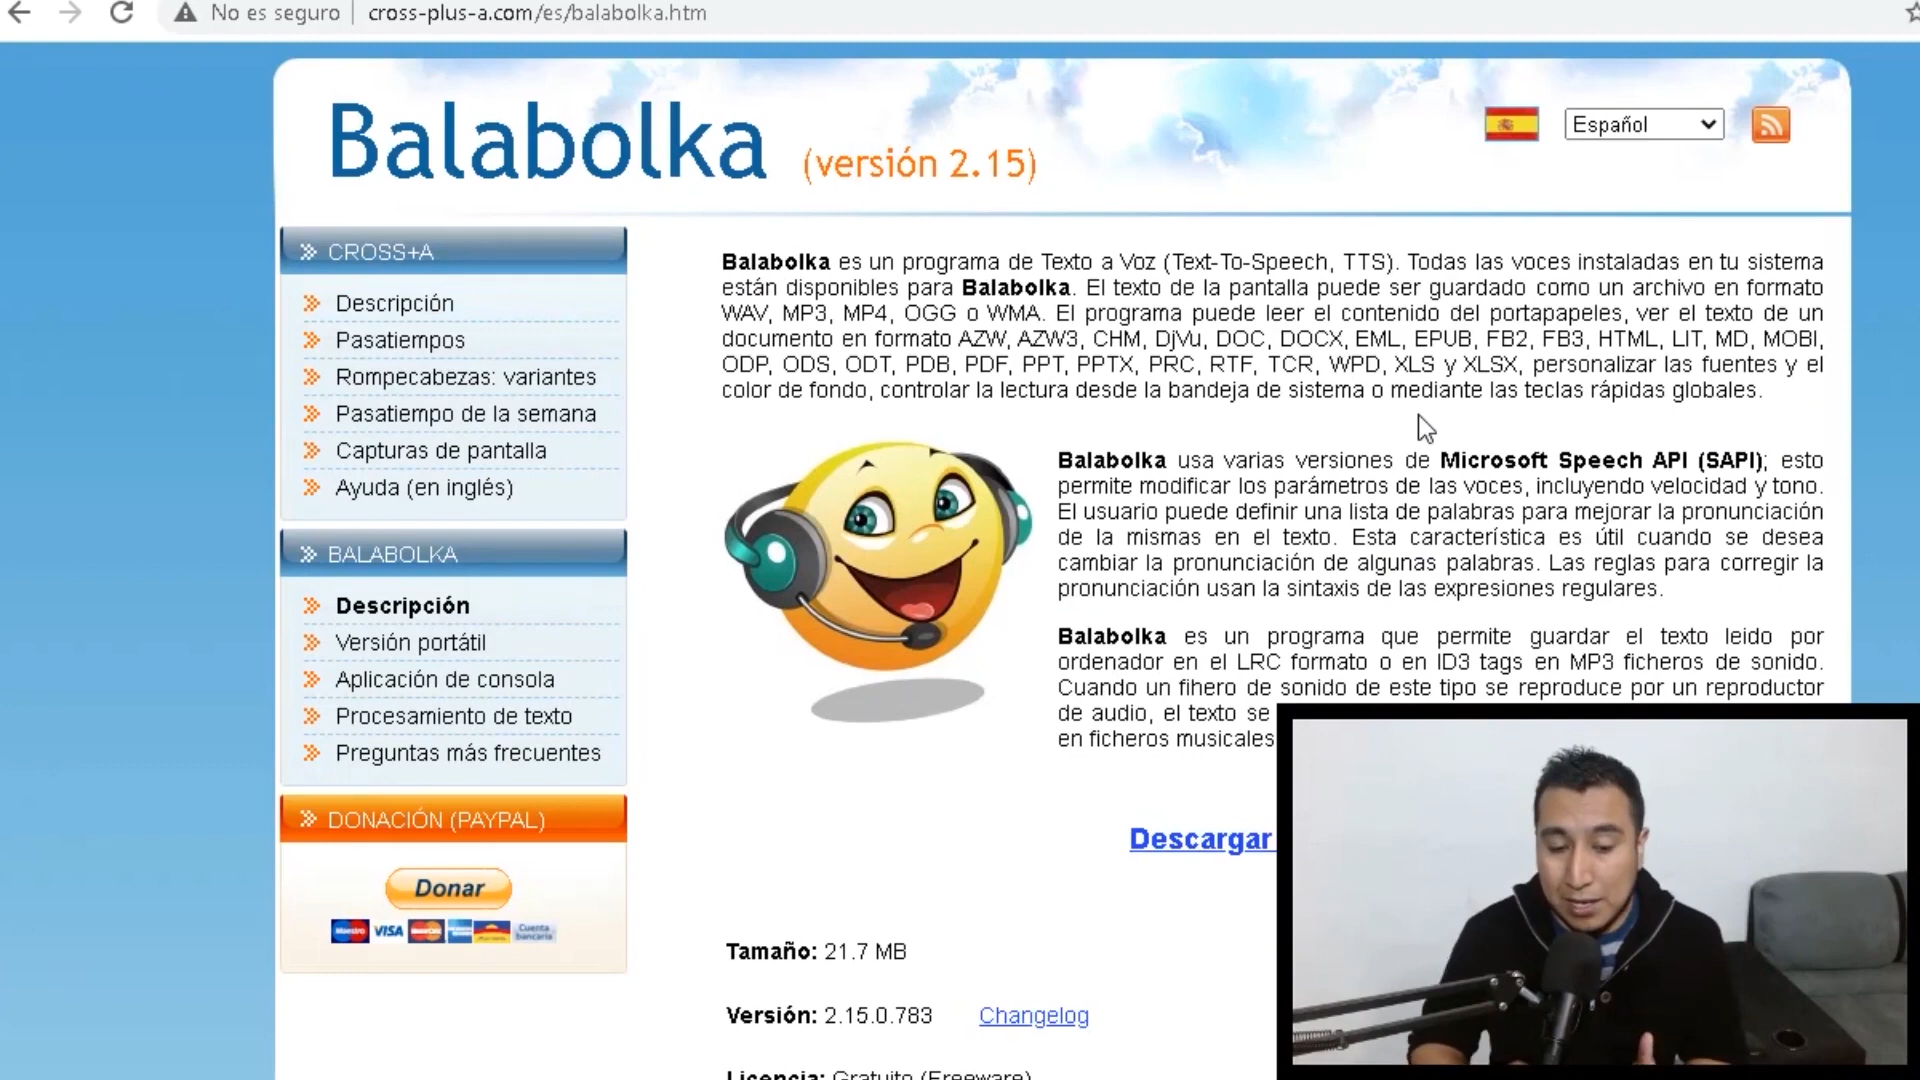 No es seguro
cross-plus-a.com/es/balabolka.htm
Balabolka (versión 2.15)
Español
CROSS+A
Descripción
Pasatiempos
Rompecabezas: variantes
Pasatiempo de la semana
Capturas de pantalla
Ayuda (en inglés)
BALABOLKA
Descripción
Versión portátil
Aplicación de consola
Procesamiento de texto
Preguntas más frecuentes
DONACIÓN (PAYPAL)
Donar
Maestro VISA
Cuenta
bancaria
Balabolka es un programa de Texto a Voz (Text-To-Speech, TTS). Todas las voces instaladas en tu sistema
están disponibles para Balabolka. El texto de la pantalla puede ser guardado como un archivo en formato
WAV, MP3, MP4, OGG o WMA. El programa puede leer el contenido del portapapeles, ver el texto de un
documento en formato AZW, AZW3, CHM, DjVu, DOC, DOCX, EML, EPUB, FB2, FB3, HTML, LIT, MD, MOBI,
ODP, ODS, ODT, PDB, PDF, PPT, PPTX, PRC, RTF, TCR, WPD, XLS y XLSX, personalizar las fuentes y el
color de fondo, controlar la lectura desde la bandeja de sistema o mediante las teclas rápidas globales.
Balabolka usa varias versiones de Microsoft Speech API (SAPI); esto
permite modificar los parámetros de las voces, incluyendo velocidad y tono.
El usuario puede definir una lista de palabras para mejorar la pronunciación
de la mismas en el texto. Esta característica es útil cuando se desea
cambiar la pronunciación de algunas palabras. Las reglas para corregir la
pronunciación usan la sintaxis de las expresiones regulares.
Balabolka es un programa que permite guardar el texto leido por
ordenador en el LRC formato o en ID3 tags en MP3 ficheros de sonido.
Cuando un fihero de sonido de este tipo se reproduce por un reproductor
de audio, el texto se
en ficheros musicales
Descargar
Tamaño: 21.7 MB
Versión: 2.15.0.783 Changelog
Licencia: Gratuito (Freeware)